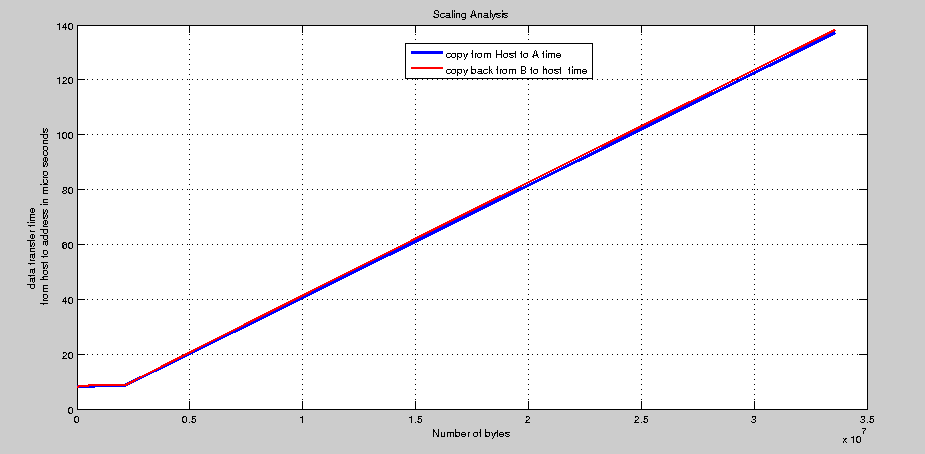 Scaling Analysis
copy from Host to A time
copy back from B to host time
data transfer time
from host to address in micro seconds
140
120
100
80
60
40
20
0
0 0.5 1 1.5 2 2.5 3 3.5
Number of bytes
x 10^7